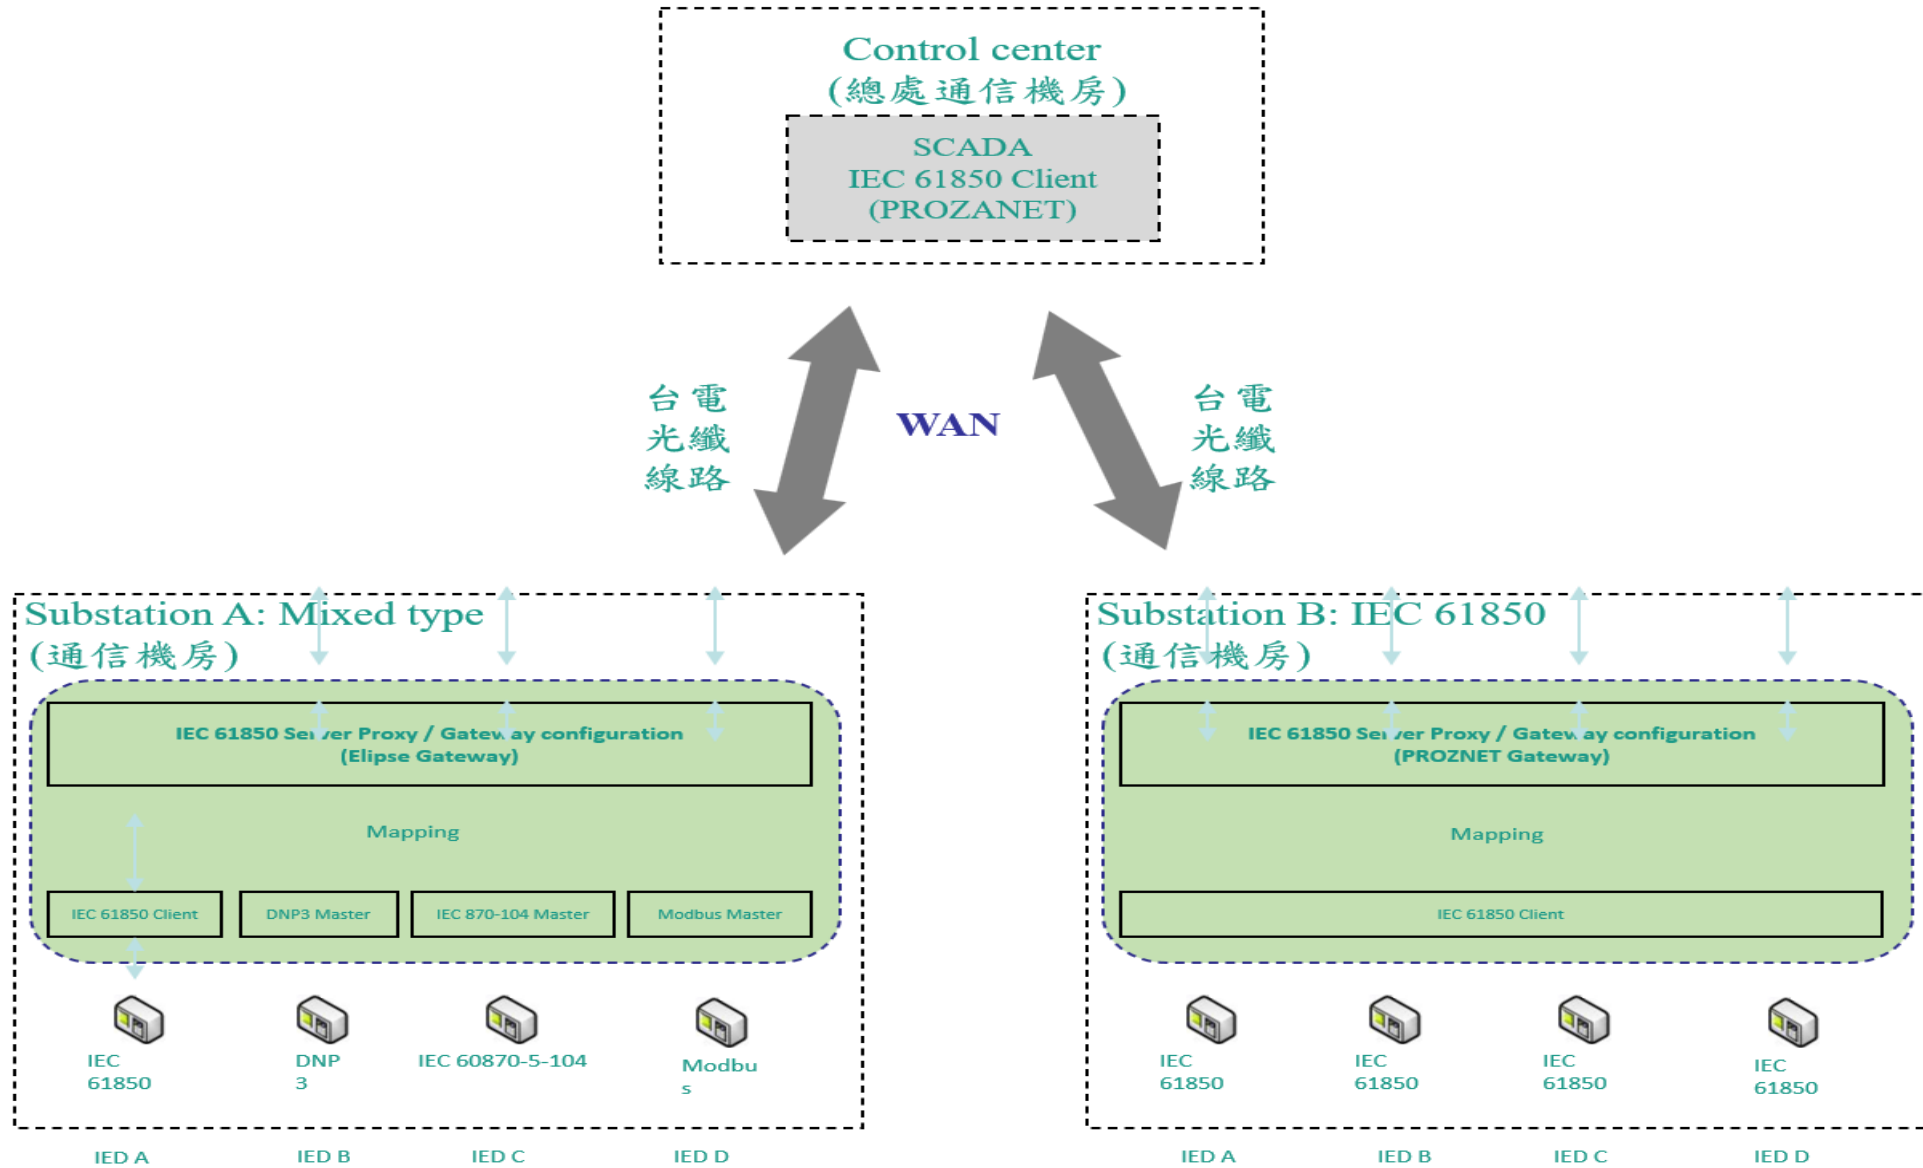 Control center
(總處通信機房)
SCADA
IEC 61850 Client
(PROZANET)
台電
光纖
線路
WAN
台電
光纖
線路
Substation A: Mixed type
(通信機房)
IEC 61850 Server Proxy / Gateway configuration
(Elipse Gateway)
Mapping
IEC 61850 Client
DNP3 Master
IEC 870-104 Master
Modbus Master
IEC
61850
DNP
3
IEC 60870-5-104
Modbu
s
IED A
IED B
IED C
IED D
Substation B: IEC 61850
(通信機房)
IEC 61850 Server Proxy / Gateway configuration
(PROZNET Gateway)
Mapping
IEC 61850 Client
IEC
61850
IEC
61850
IEC
61850
IEC
61850
IED A
IED B
IED C
IED D